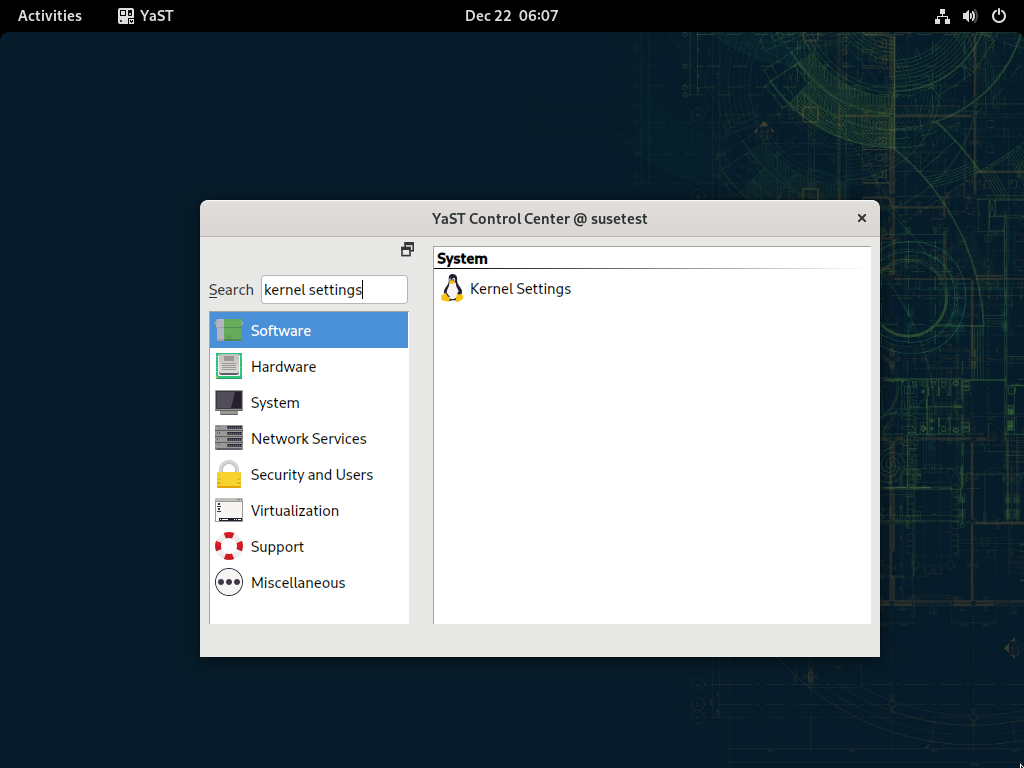 Activities
YaST
Dec 22 06:07
YaST Control Center @ susetest
Search
kernel settings
Software
Hardware
System
Network Services
Security and Users
Virtualization
Support
Miscellaneous
System
Kernel Settings